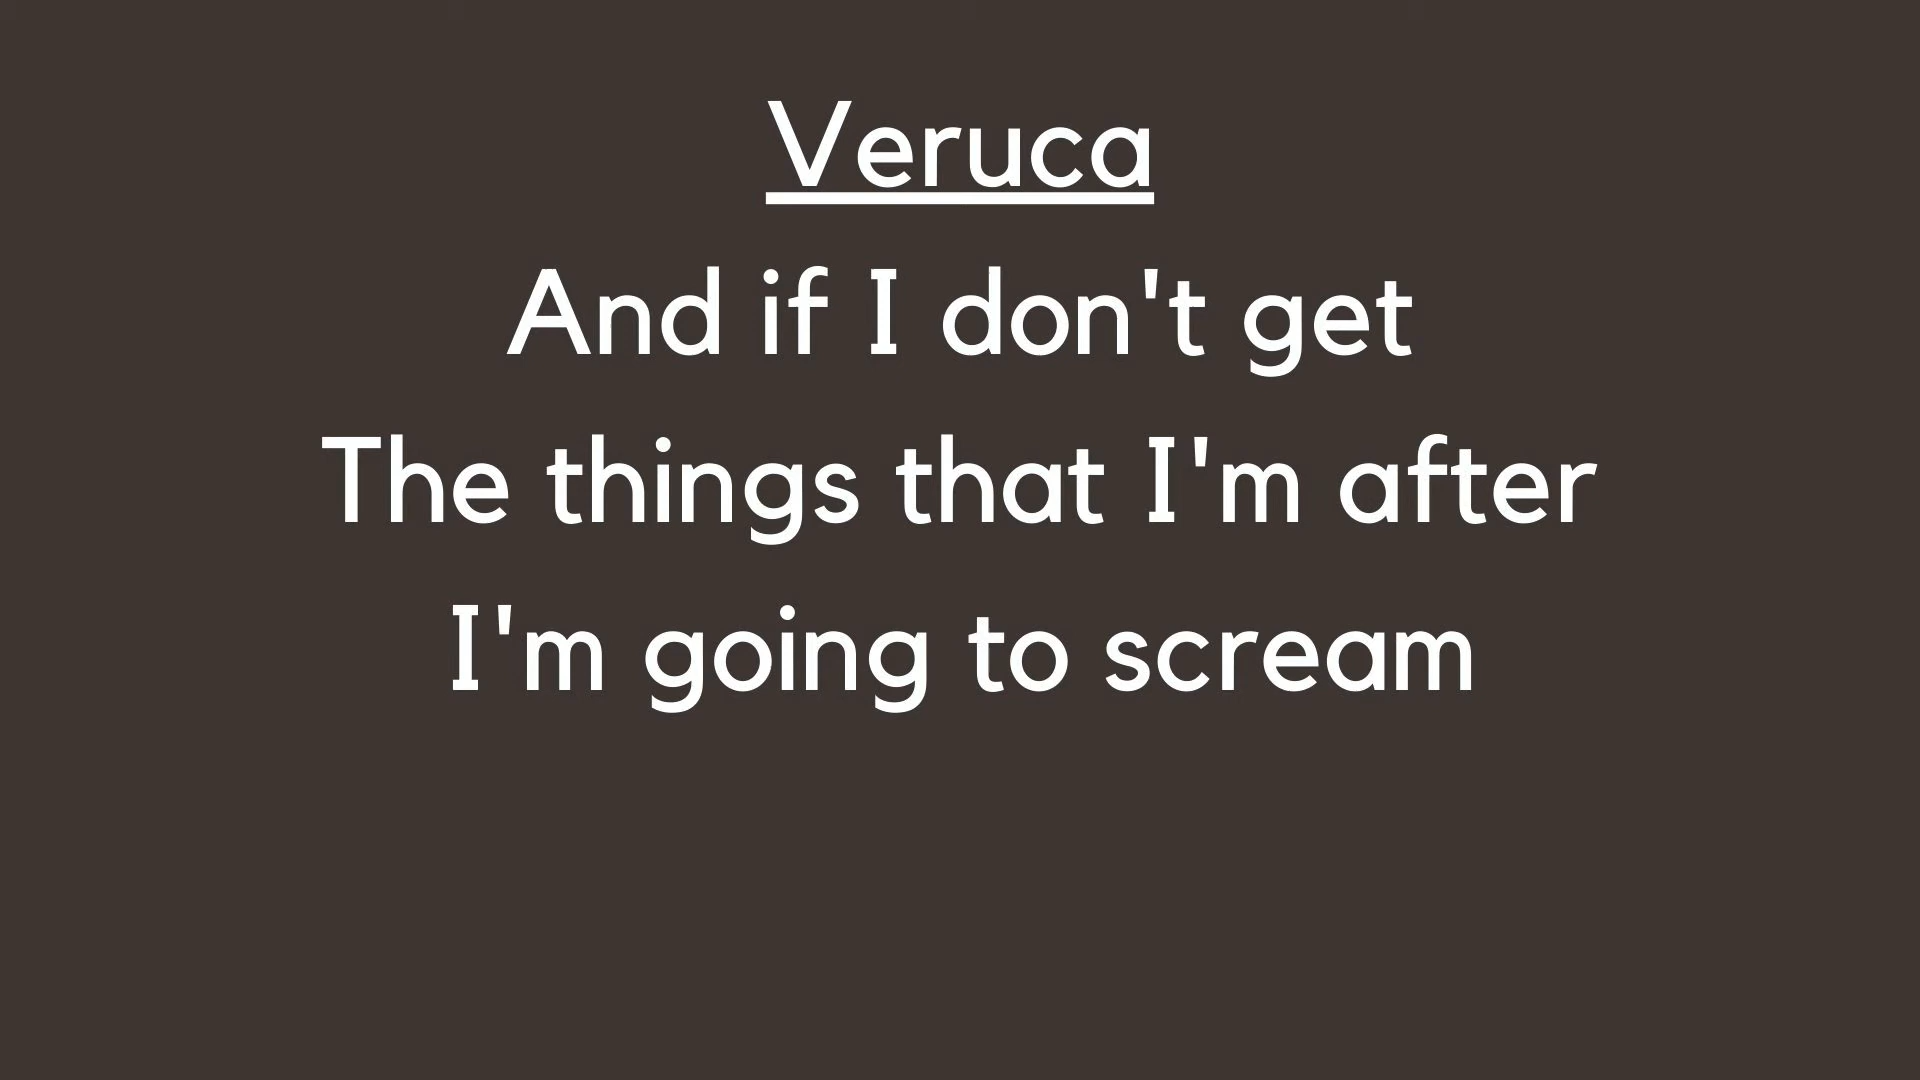 Veruca
And if I don't get
The things that I'm after
I'm going to scream